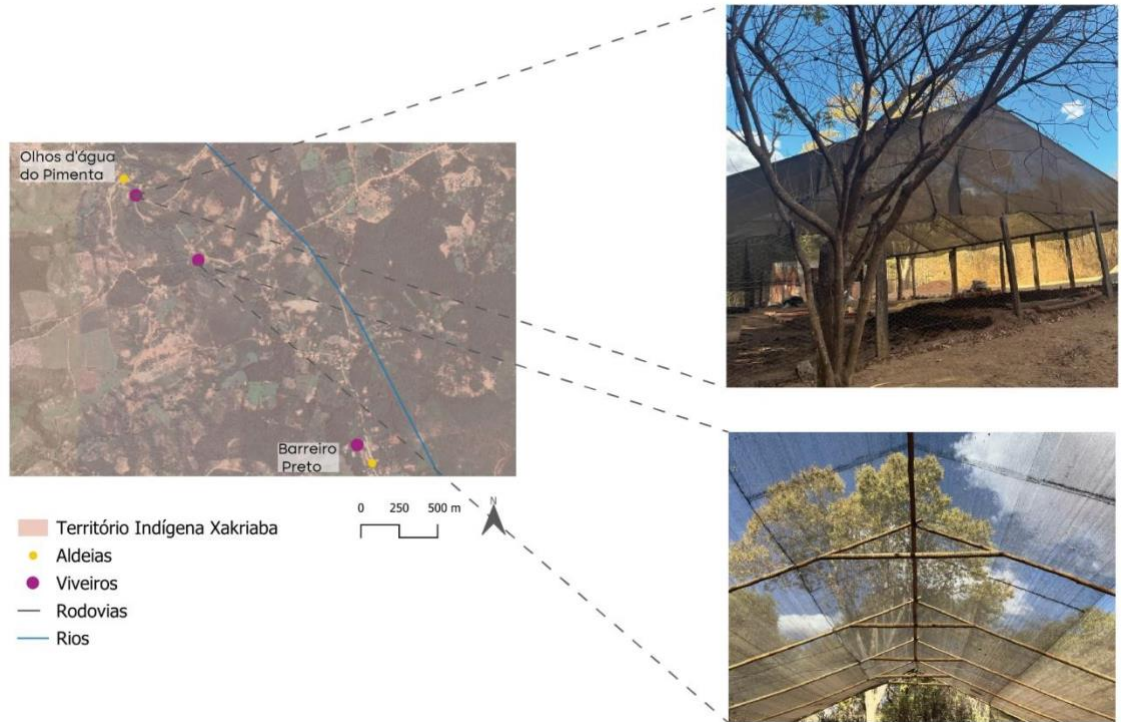 Olhos d'água
do Pimenta
Barreiro
Preto
0 250 500 m
N
Território Indígena Xakriaba
Aldeias
Viveiros
Rodovias
Rios